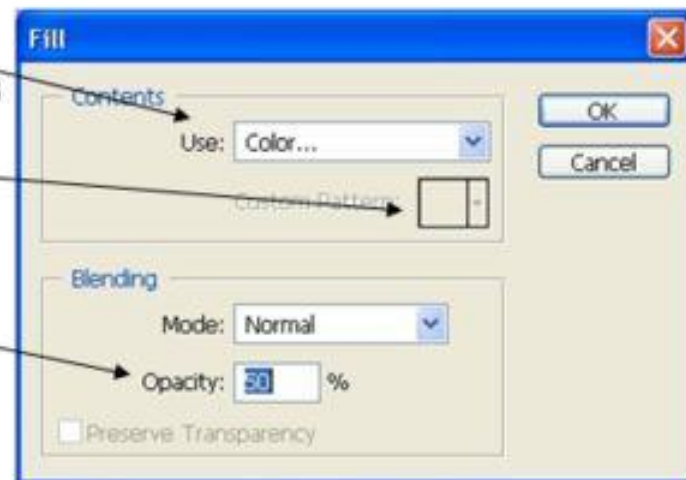 Fill
Contents
OK
Use: Color...
Cancel
Custom Pattern:
Blending
Mode: Normal
Opacity: 50 %
Preserve Transparency